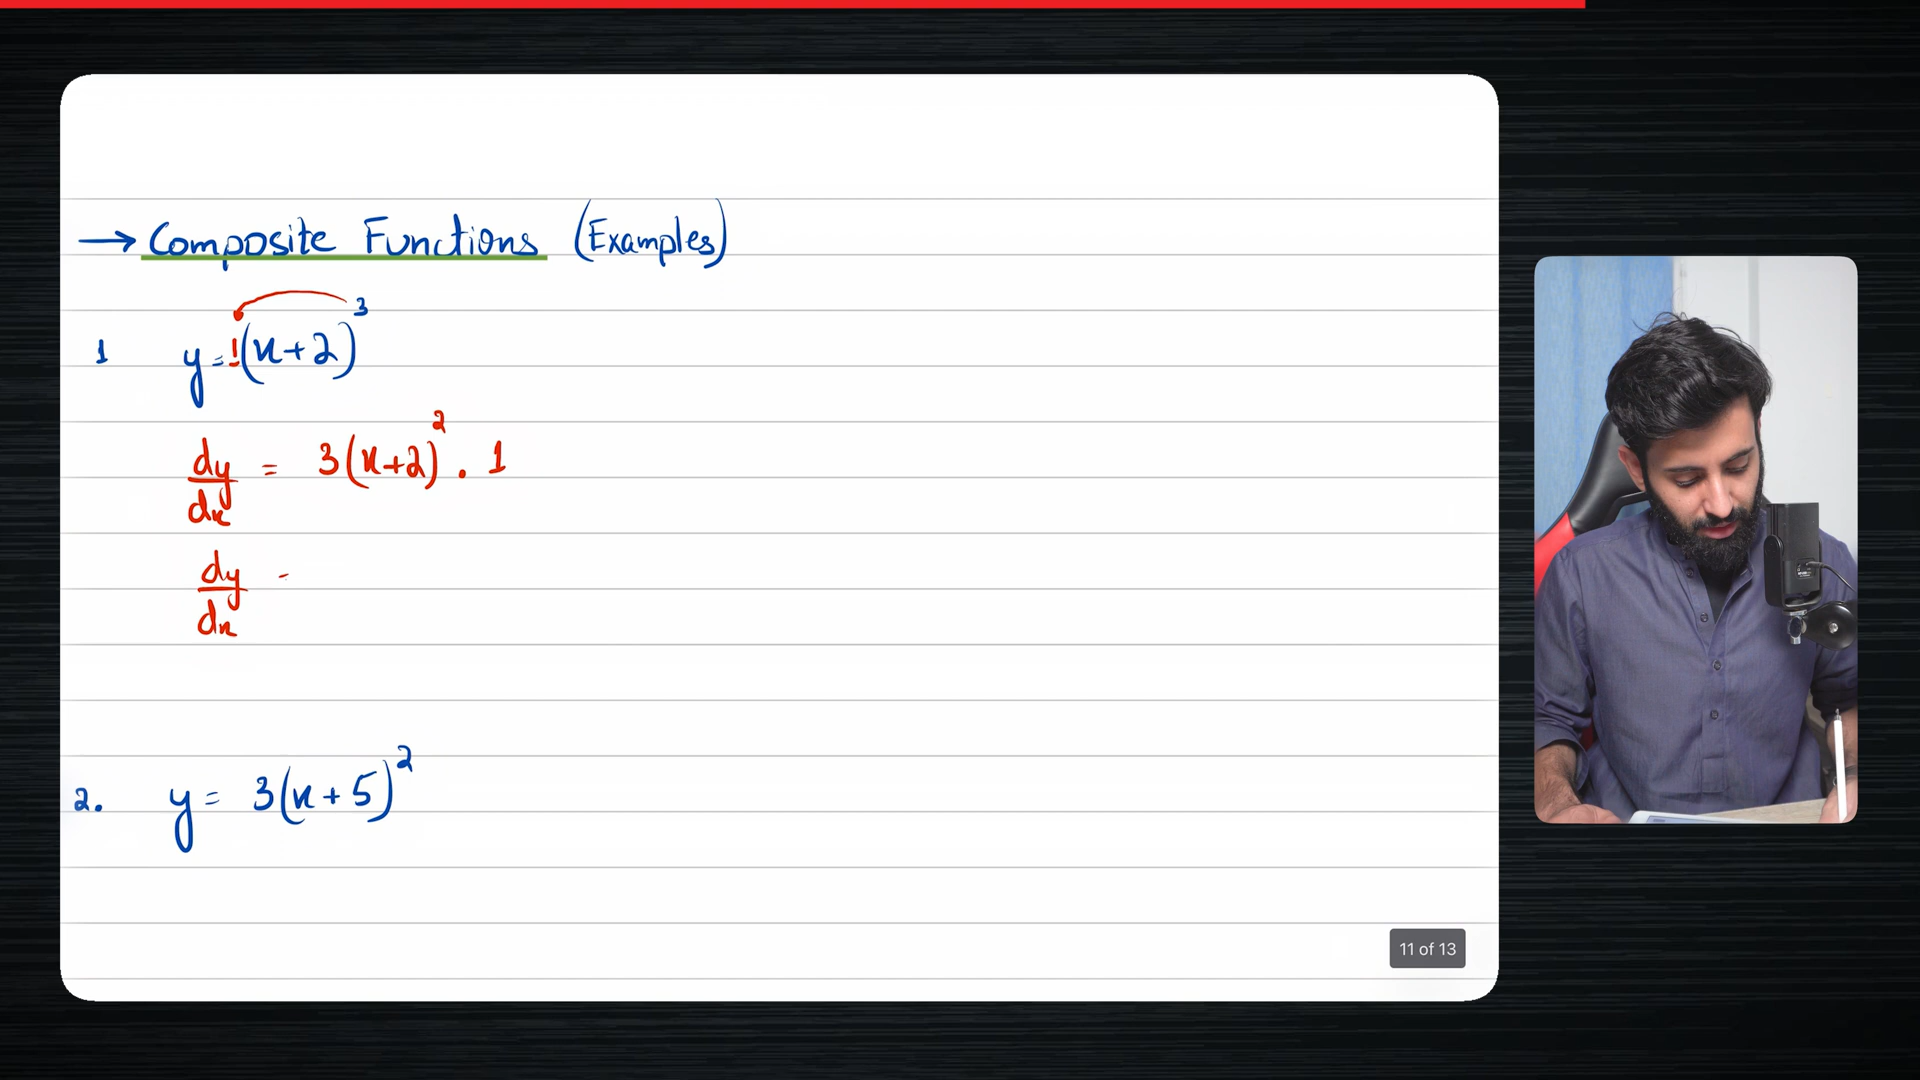 → Composite Functions (Examples)
1 y = 1(x+2)³
dy/dx = 3(x+2)² . 1
dy/dx =
2. y = 3(x+5)²
11 of 13